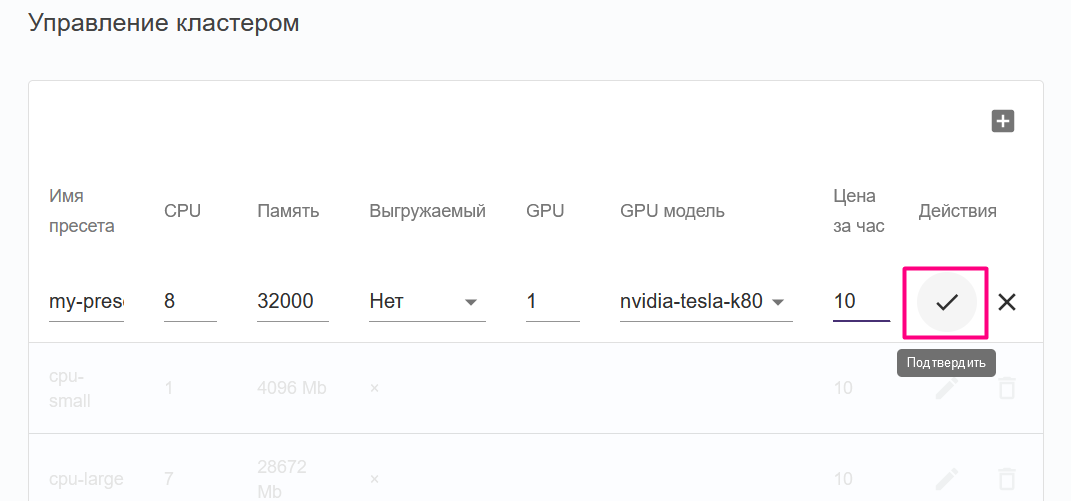 Управление кластером
Имя пресета CPU Память Выгружаемый GPU GPU модель Цена за час Действия
my-pres 8 32000 Нет 1 nvidia-tesla-k80 10
Подтвердить
cpu-small 1 4096 Mb × 10
cpu-large 7 28672 Mb × 10